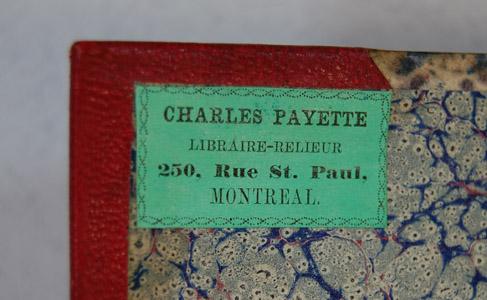 CHARLES PAYETTE
LIBRAIRE-RELIEUR
250, Rue St. Paul,
MONTREAL.